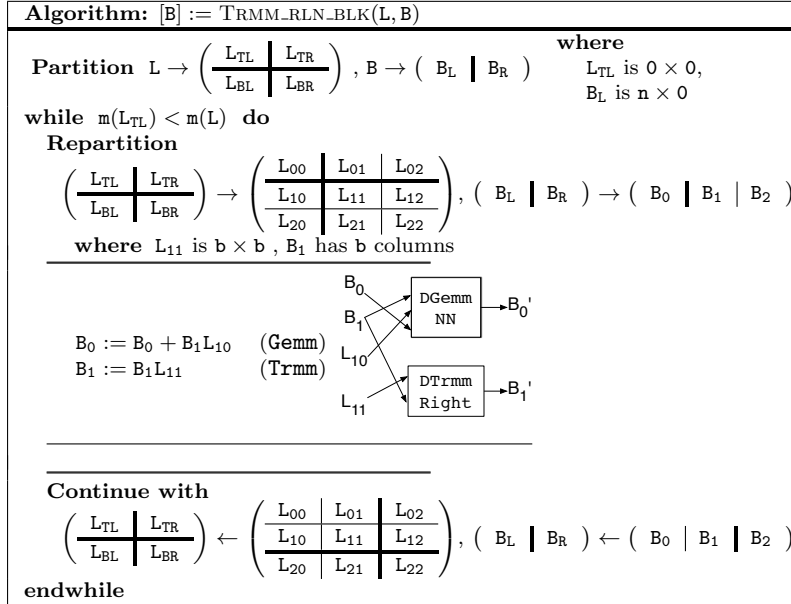 Algorithm: [B] := TRMM_RLN_BLK(L, B)
Partition L → ( L_TL | L_TR ) , B → ( B_L | B_R ) where
( L_BL | L_BR ) L_TL is 0 × 0,
B_L is n × 0
while m(L_TL) < m(L) do
Repartition
( L_TL | L_TR ) → ( L_00 | L_01 | L_02 ) , ( B_L | B_R ) → ( B_0 | B_1 | B_2 )
( L_BL | L_BR ) ( L_10 | L_11 | L_12 )
( L_20 | L_21 | L_22 )
where L_11 is b × b , B_1 has b columns
B_0 := B_0 + B_1L_10 (Gemm)
B_1 := B_1L_11 (Trmm)
B_0
B_1
L_10
L_11
DGemm
NN
B_0'
DTrmm
Right
B_1'
Continue with
( L_TL | L_TR ) ← ( L_00 | L_01 | L_02 ) , ( B_L | B_R ) ← ( B_0 | B_1 | B_2 )
( L_BL | L_BR ) ( L_10 | L_11 | L_12 )
( L_20 | L_21 | L_22 )
endwhile